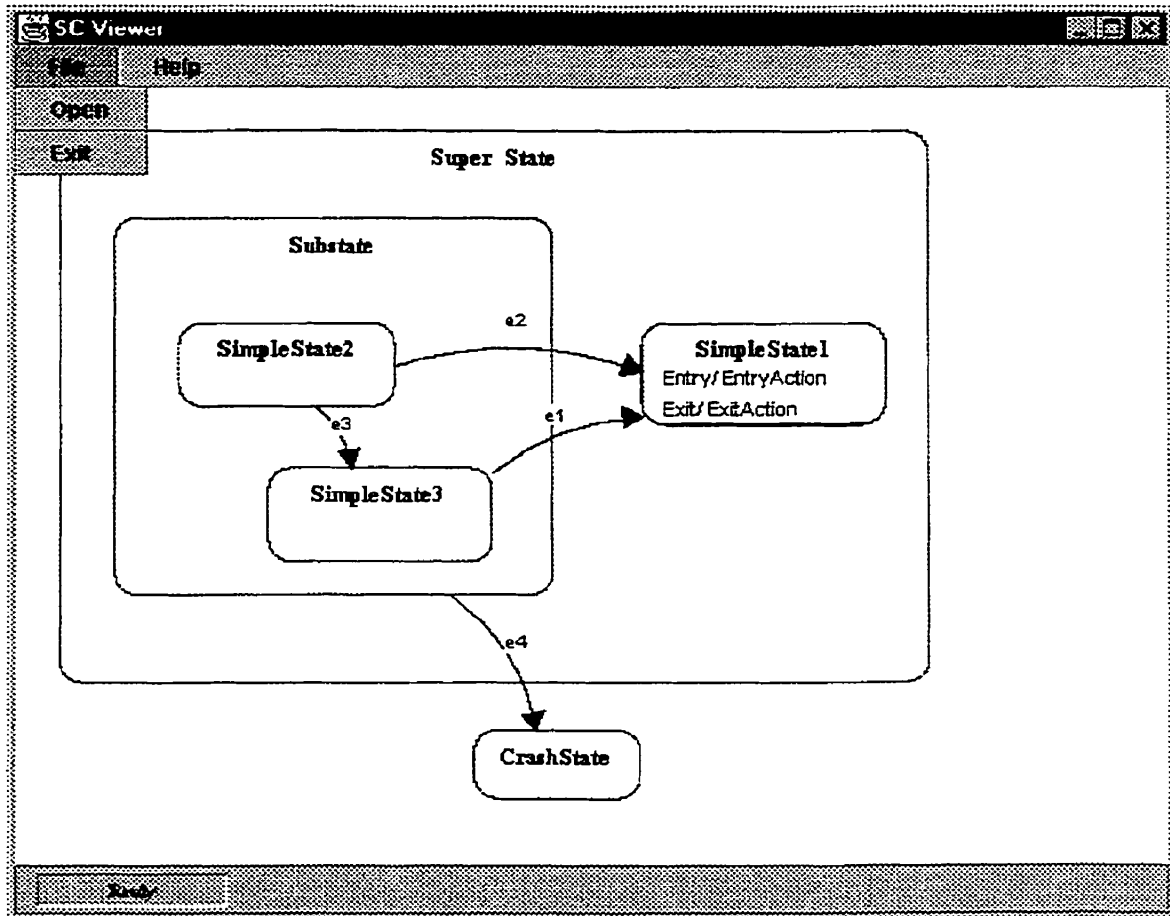 SC Viewer
File Help
Open
Exit
Super State
Substate
e2
SimpleState2
SimpleState1
Entry/ EntryAction
Exit/ ExitAction
e1
e3
SimpleState3
e4
CrashState
Ready